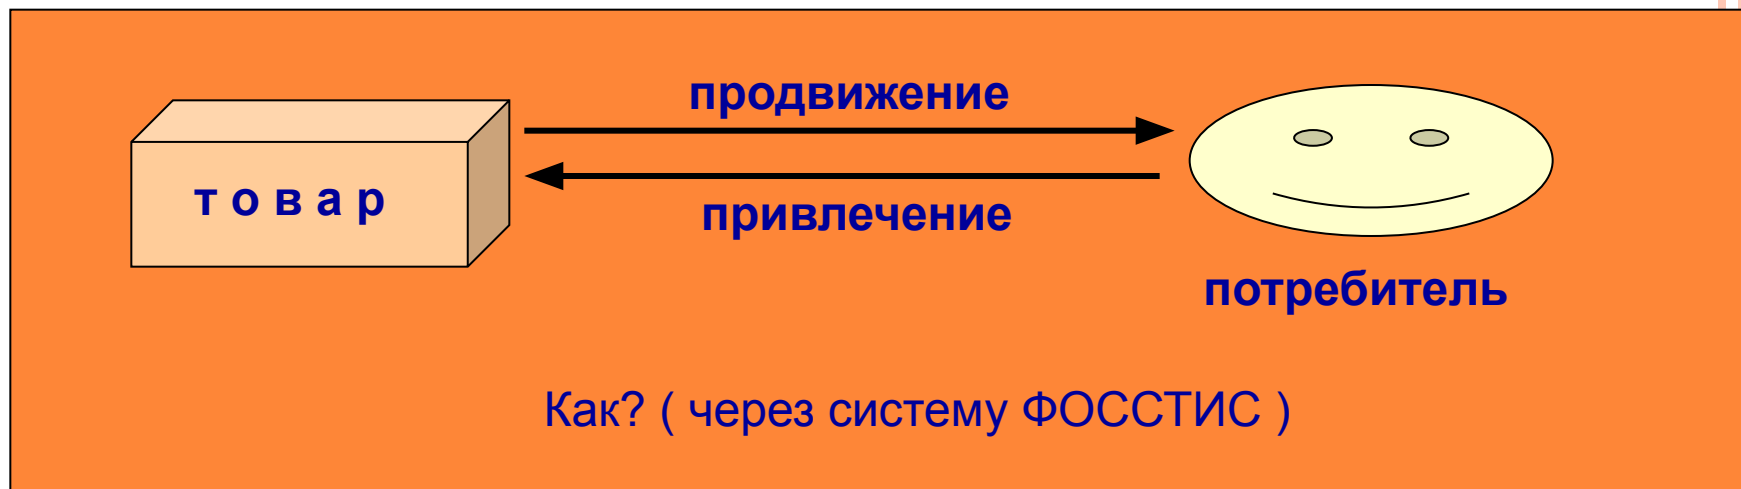 продвижение
т о в а р
привлечение
потребитель
Как? ( через систему ФОССТИС )